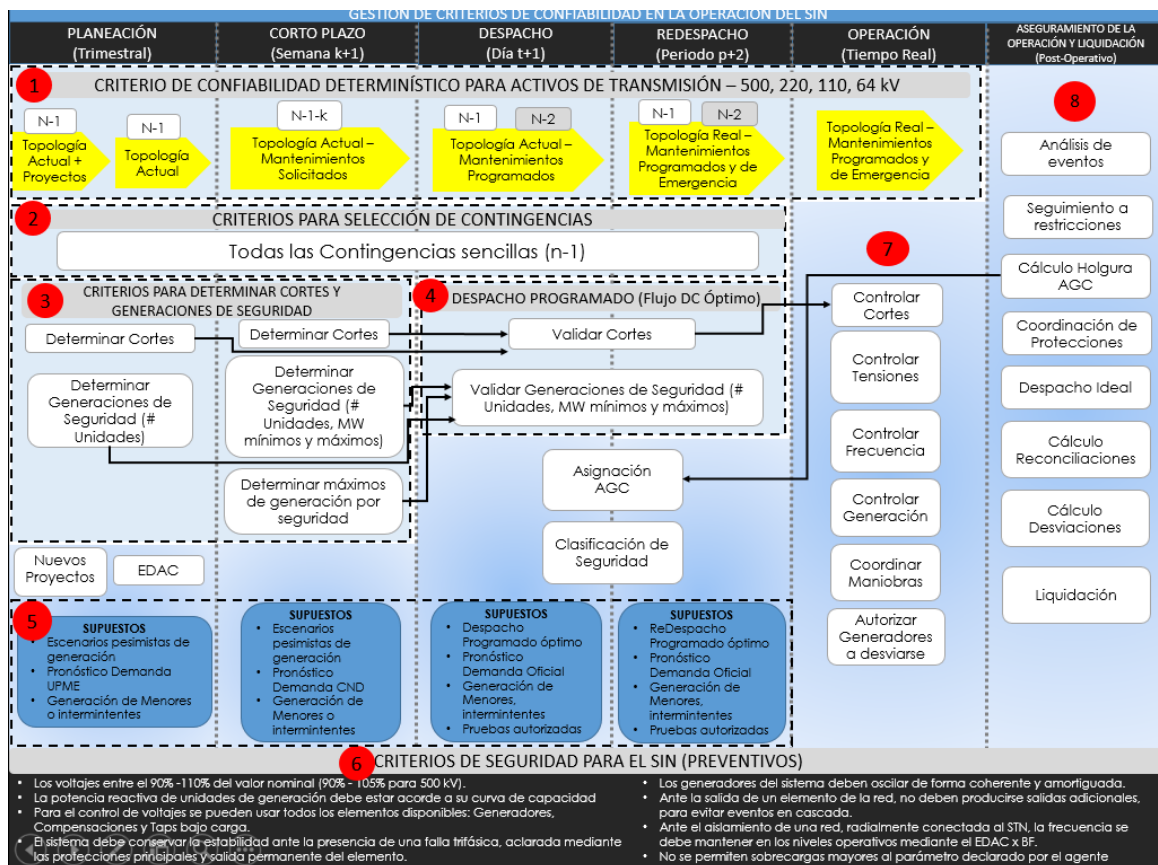 GESTIÓN DE CRITERIOS DE CONFIABILIDAD EN LA OPERACIÓN DEL SIN
PLANEACIÓN
(Trimestral)
CORTO PLAZO
(Semana k+1)
DESPACHO
(Día t+1)
REDESPACHO
(Periodo p+2)
OPERACIÓN
(Tiempo Real)
ASEGURAMIENTO DE LA
OPERACIÓN Y LIQUIDACIÓN
(Post-Operativo)
1
CRITERIO DE CONFIABILIDAD DETERMINÍSTICO PARA ACTIVOS DE TRANSMISIÓN – 500, 220, 110, 64 kV
N-1
Topología
Actual +
Proyectos
N-1
Topología
Actual
N-1-k
Topología Actual –
Mantenimientos
Solicitados
N-1
N-2
Topología Actual –
Mantenimientos
Programados
N-1
N-2
Topología Real –
Mantenimientos
Programados y de
Emergencia
Topología Real –
Mantenimientos
Programados y
de Emergencia
2
CRITERIOS PARA SELECCIÓN DE CONTINGENCIAS
Todas las Contingencias sencillas (n-1)
3
CRITERIOS PARA DETERMINAR CORTES Y
GENERACIONES DE SEGURIDAD
Determinar Cortes
Determinar Cortes
Determinar
Generaciones de
Seguridad (#
Unidades)
Determinar
Generaciones de
Seguridad (#
Unidades, MW
mínimos y máximos)
Determinar máximos
de generación por
seguridad
4
DESPACHO PROGRAMADO (Flujo DC Óptimo)
Validar Cortes
Validar Generaciones de Seguridad (#
Unidades, MW mínimos y máximos)
Asignación
AGC
Clasificación de
Seguridad
Nuevos
Proyectos
EDAC
7
Controlar
Cortes
Controlar
Tensiones
Controlar
Frecuencia
Controlar
Generación
Coordinar
Maniobras
Autorizar
Generadores
a desviarse
8
Análisis de
eventos
Seguimiento a
restricciones
Cálculo Holgura
AGC
Coordinación de
Protecciones
Despacho Ideal
Cálculo
Reconciliaciones
Cálculo
Desviaciones
Liquidación
5
SUPUESTOS
• Escenarios pesimistas de
generación
• Pronóstico Demanda
UPME
• Generación de Menores
o intermintentes
SUPUESTOS
• Escenarios
pesimistas de
generación
• Pronóstico
Demanda CND
• Generación de
Menores o
intermintentes
SUPUESTOS
• Despacho
Programado óptimo
• Pronóstico
Demanda Oficial
• Generación de
Menores,
intermintentes
• Pruebas autorizadas
SUPUESTOS
• ReDespacho
Programado óptimo
• Pronóstico
Demanda Oficial
• Generación de
Menores,
intermintentes
• Pruebas autorizadas
6
CRITERIOS DE SEGURIDAD PARA EL SIN (PREVENTIVOS)
• Los voltajes entre el 90% -110% del valor nominal (90% - 105% para 500 kV).
• La potencia reactiva de unidades de generación debe estar acorde a su curva de capacidad
• Para el control de voltajes se pueden usar todos los elementos disponibles: Generadores,
Compensaciones y Taps bajo carga.
• El sistema debe conservar la estabilidad ante la presencia de una falla trifásica, aclarada mediante
las protecciones principales y salida permanente del elemento.
• Los generadores del sistema deben oscilar de forma coherente y amortiguada.
• Ante la salida de un elemento de la red, no deben producirse salidas adicionales,
para evitar eventos en cascada.
• Ante el aislamiento de una red, radialmente conectada al STN, la frecuencia se
debe mantener en los niveles operativos mediante el EDAC x BF.
• No se permiten sobrecargas mayores al parámetro declarado por el agente